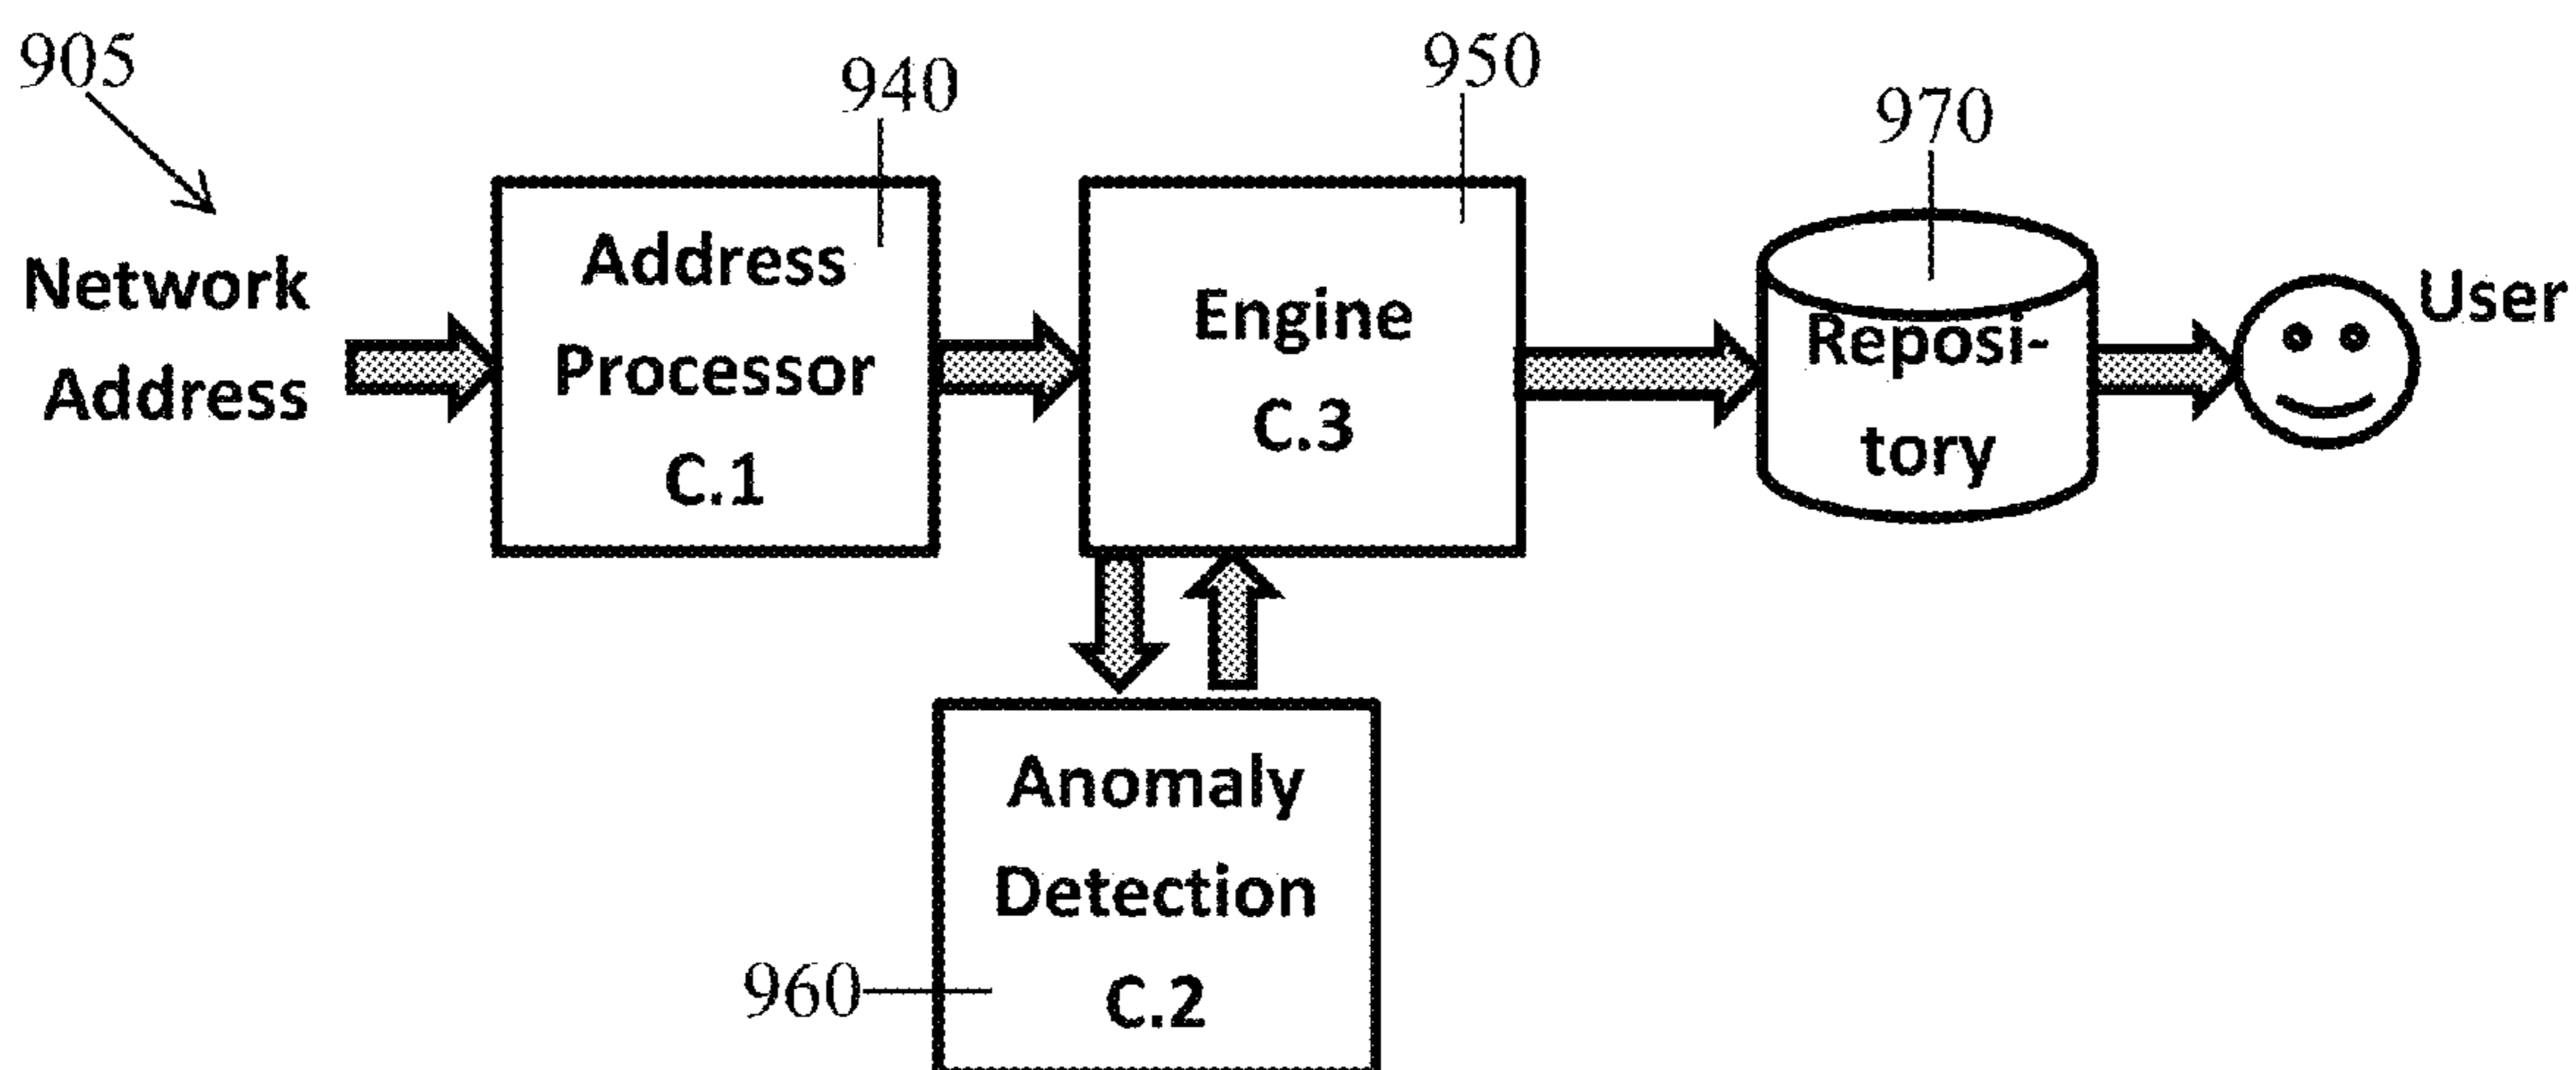 905
940
950
970
Network
Address
Address
Processor
C.1
Engine
C.3
Reposi-
tory
User
Anomaly
Detection
C.2
960